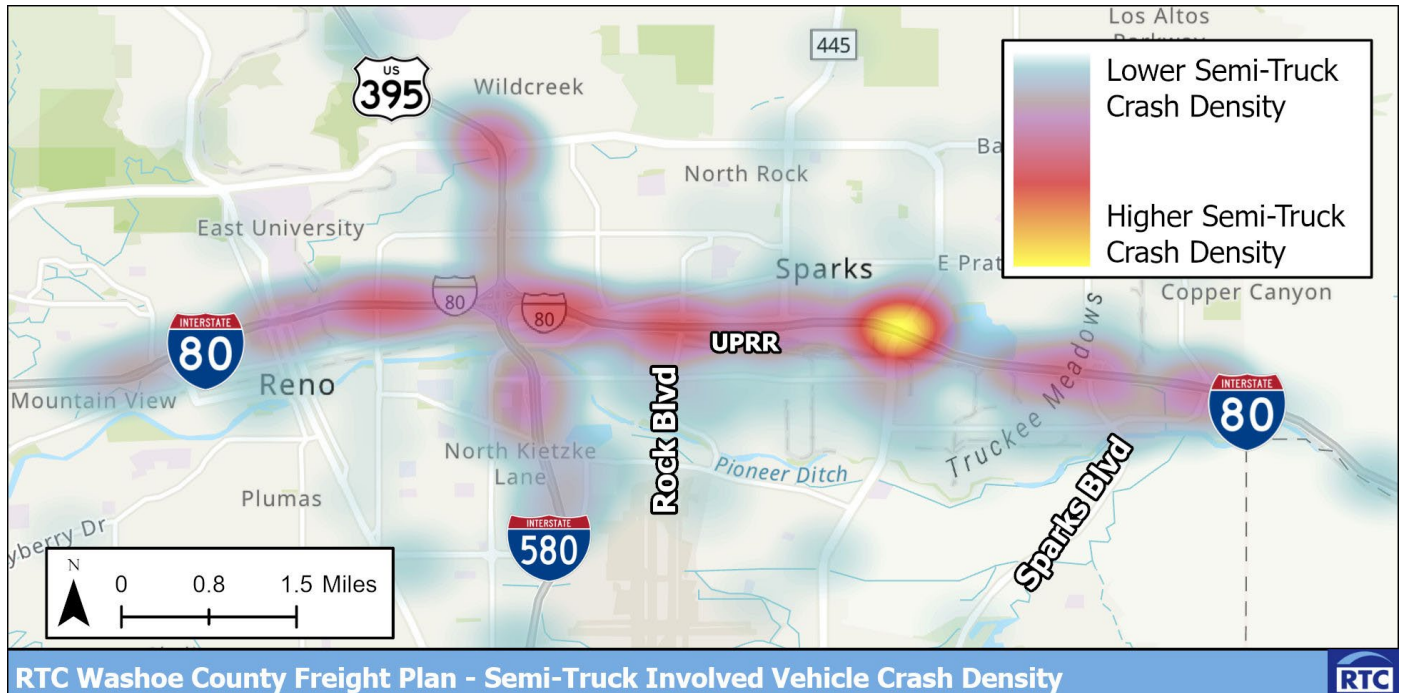 Los Altos
445
US
395
Wildcreek
Lower Semi-Truck
Crash Density
Higher Semi-Truck
Crash Density
Ba
North Rock
East University
Sparks
E Prat
Copper Canyon
80
80
INTERSTATE
80
UPRR
Reno
Mountain View
Rock Blvd
Truckee Meadows
INTERSTATE
80
North Kietzke
Lane
Pioneer Ditch
Plumas
Sparks Blvd
yberry Dr
INTERSTATE
580
N
0 0.8 1.5 Miles
RTC Washoe County Freight Plan - Semi-Truck Involved Vehicle Crash Density
RTC